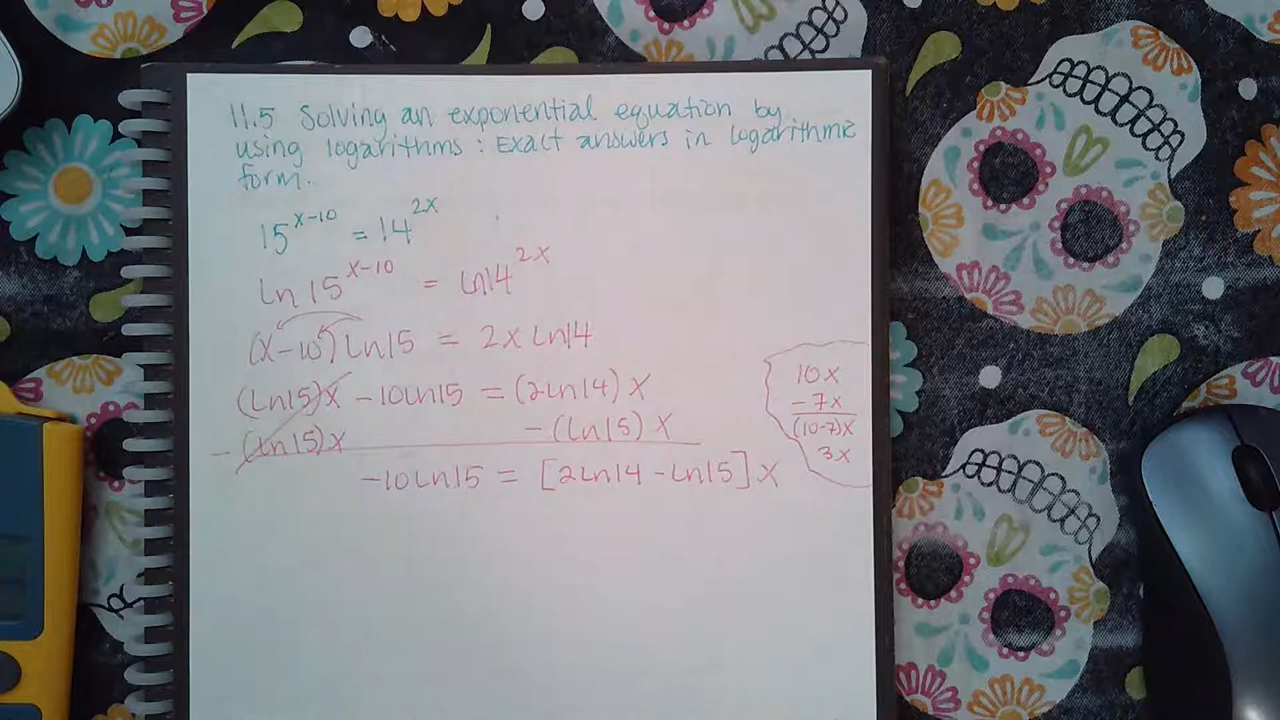 11.5 Solving an exponential equation by
using logarithms : Exact answers in logarithmic
form.
15^{x-10} = 14^{2x}
ln 15^{x-10} = ln14^{2x}
(x-10) ln15 = 2x ln14
(ln15)x - 10ln15 = (2ln14) x
- (ln15)x - (ln15) x
-10ln15 = [2ln14 - ln15] x
10x
-7x
(10-7)x
3x